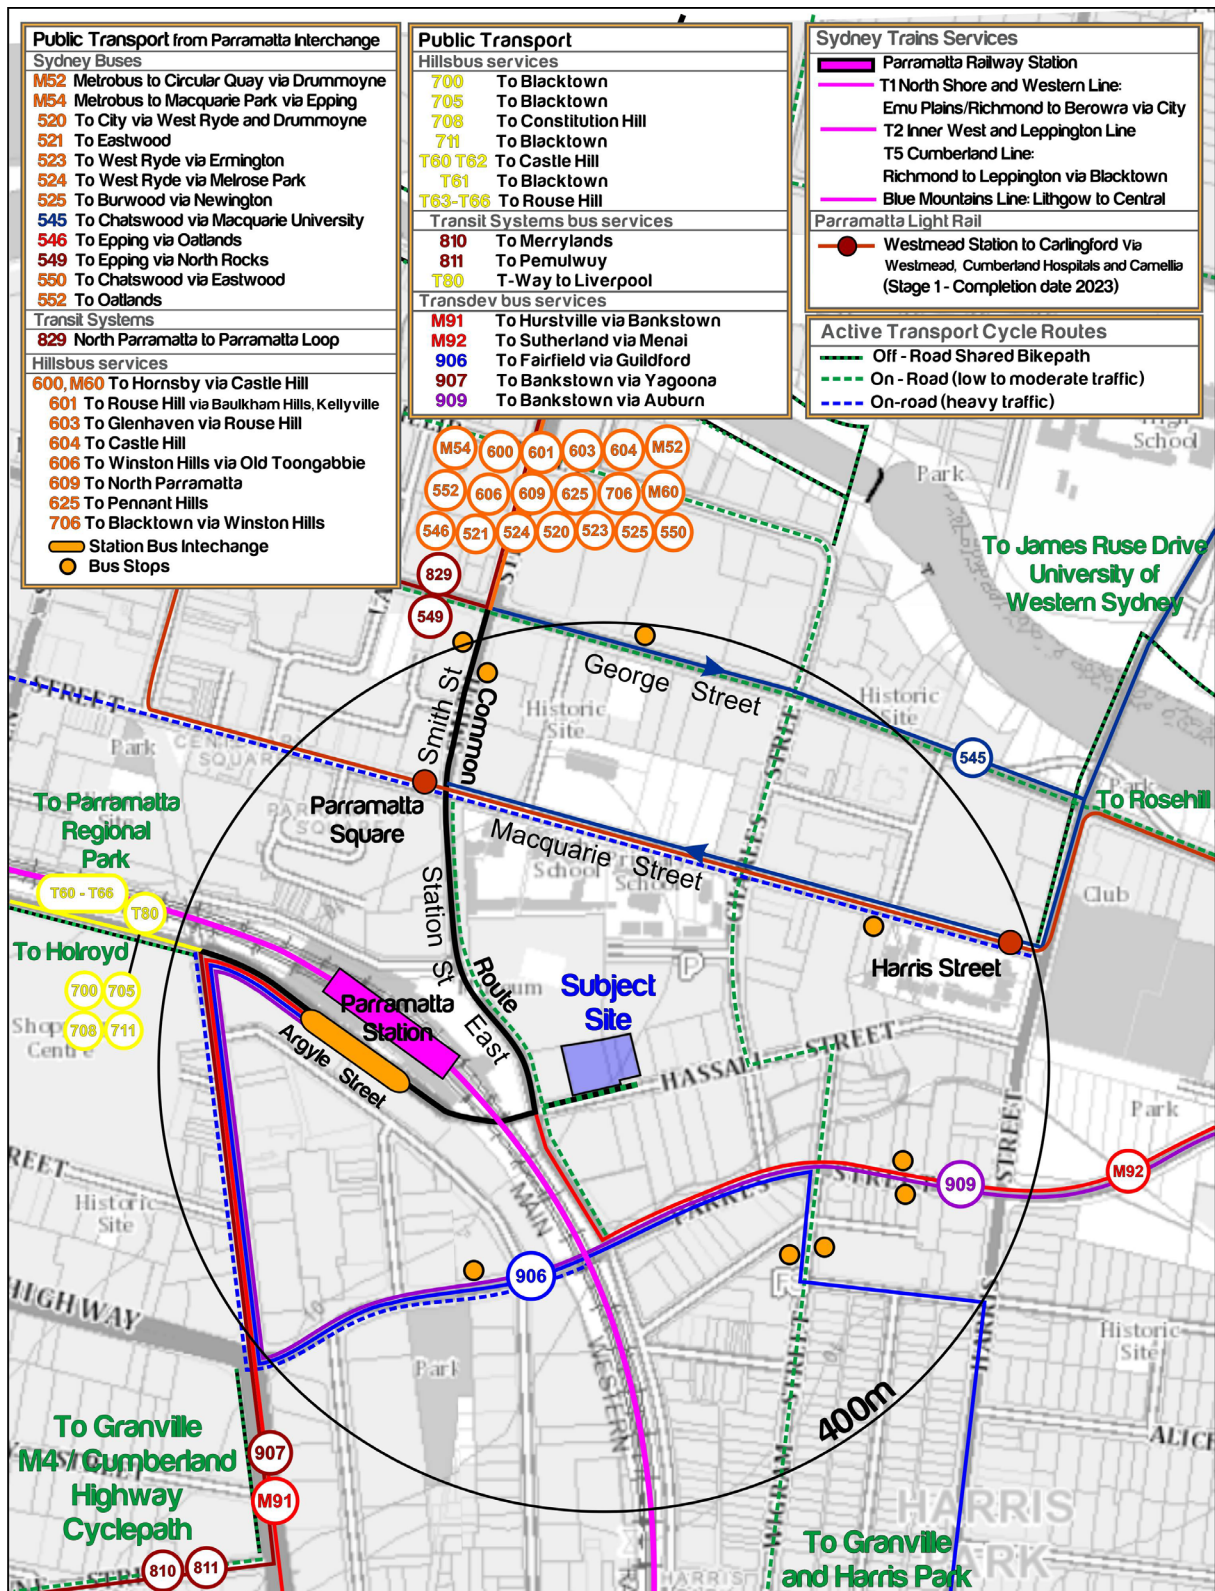 Public Transport from Parramatta Interchange
Sydney Buses
M52 Metrobus to Circular Quay via Drummoyne
M54 Metrobus to Macquarie Park via Epping
520 To City via West Ryde and Drummoyne
521 To Eastwood
523 To West Ryde via Ermington
524 To West Ryde via Melrose Park
525 To Burwood via Newington
545 To Chatswood via Macquarie University
546 To Epping via Oatlands
549 To Epping via North Rocks
550 To Chatswood via Eastwood
552 To Oatlands
Transit Systems
829 North Parramatta to Parramatta Loop
Hillsbus services
600, M60 To Hornsby via Castle Hill
601 To Rouse Hill via Baulkham Hills, Kellyville
603 To Glenhaven via Rouse Hill
604 To Castle Hill
606 To Winston Hills via Old Toongabbie
609 To North Parramatta
625 To Pennant Hills
706 To Blacktown via Winston Hills
Station Bus Interchange
Bus Stops
Public Transport
Hillsbus services
700 To Blacktown
705 To Blacktown
708 To Constitution Hill
711 To Blacktown
T60 T62 To Castle Hill
T61 To Blacktown
T63-T66 To Rouse Hill
Transit Systems bus services
810 To Merrylands
811 To Pemulwuy
T80 T-Way to Liverpool
Transdev bus services
M91 To Hurstville via Bankstown
M92 To Sutherland via Menai
906 To Fairfield via Guildford
907 To Bankstown via Yagoona
909 To Bankstown via Auburn
Sydney Trains Services
Parramatta Railway Station
T1 North Shore and Western Line:
Emu Plains/Richmond to Berowra via City
T2 Inner West and Leppington Line
T5 Cumberland Line:
Richmond to Leppington via Blacktown
Blue Mountains Line: Lithgow to Central
Parramatta Light Rail
Westmead Station to Carlingford Via
Westmead, Cumberland Hospitals and Camellia
(Stage 1 - Completion date 2023)
Active Transport Cycle Routes
Off - Road Shared Bikepath
On - Road (low to moderate traffic)
On-road (heavy traffic)
High
School
M54 600 601 603 604 M52
552 606 609 625 706 M60
546 521 524 520 523 525 550
829
549
Park
To James Ruse Drive
University of
Western Sydney
George Street
Smith St
Common
Historic
Site
Historic
Site
STREET
Park
545
Park
To Rosehill
To Parramatta
Regional
Park
Parramatta
Square
Macquarie Street
School
School
CHARLES STREET
Club
T60 - T66
T80
To Holroyd
700 705
708 711
Centre
Station St
Route
East
P
Harris Street
Parramatta
Station
Argyle Street
Subject
Site
HASSALL STREET
Park
STREET
Historic
Site
MAIN
WESTERN
PARKES STREET
909
M92
906
HIGHWAY
Park
Historic
Site
400m
WIGRAM STREET
ALICE
To Granville
M4 / Cumberland
Highway
Cyclepath
907
M91
810 811
HARRIS
PARK
To Granville
and Harris Park
HARRIS